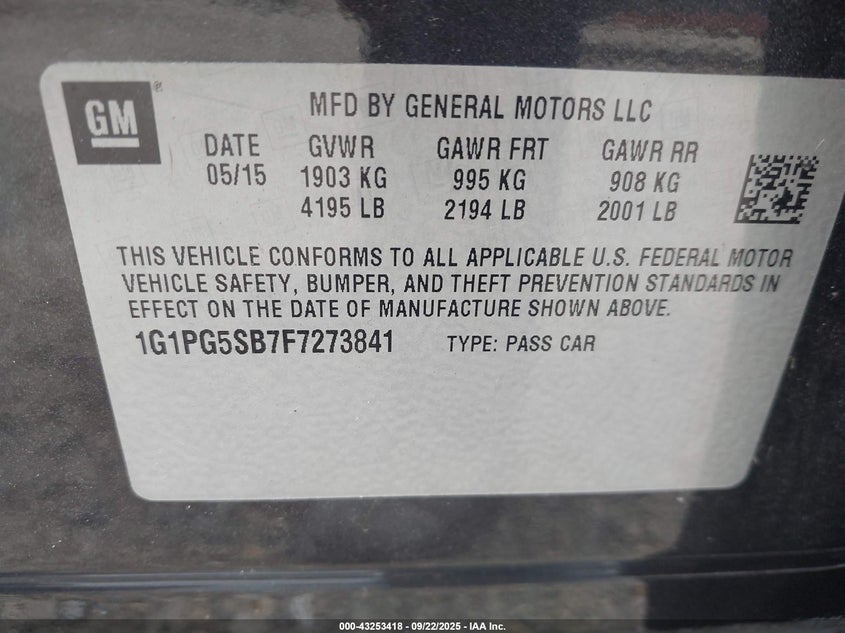 GM®
MFD BY GENERAL MOTORS LLC
DATE GVWR GAWR FRT GAWR RR
05/15 1903 KG 995 KG 908 KG
4195 LB 2194 LB 2001 LB
THIS VEHICLE CONFORMS TO ALL APPLICABLE U.S. FEDERAL MOTOR
VEHICLE SAFETY, BUMPER, AND THEFT PREVENTION STANDARDS IN
EFFECT ON THE DATE OF MANUFACTURE SHOWN ABOVE.
1G1PG5SB7F7273841 TYPE: PASS CAR
000-43253418 - 09/22/2025 - IAA Inc.